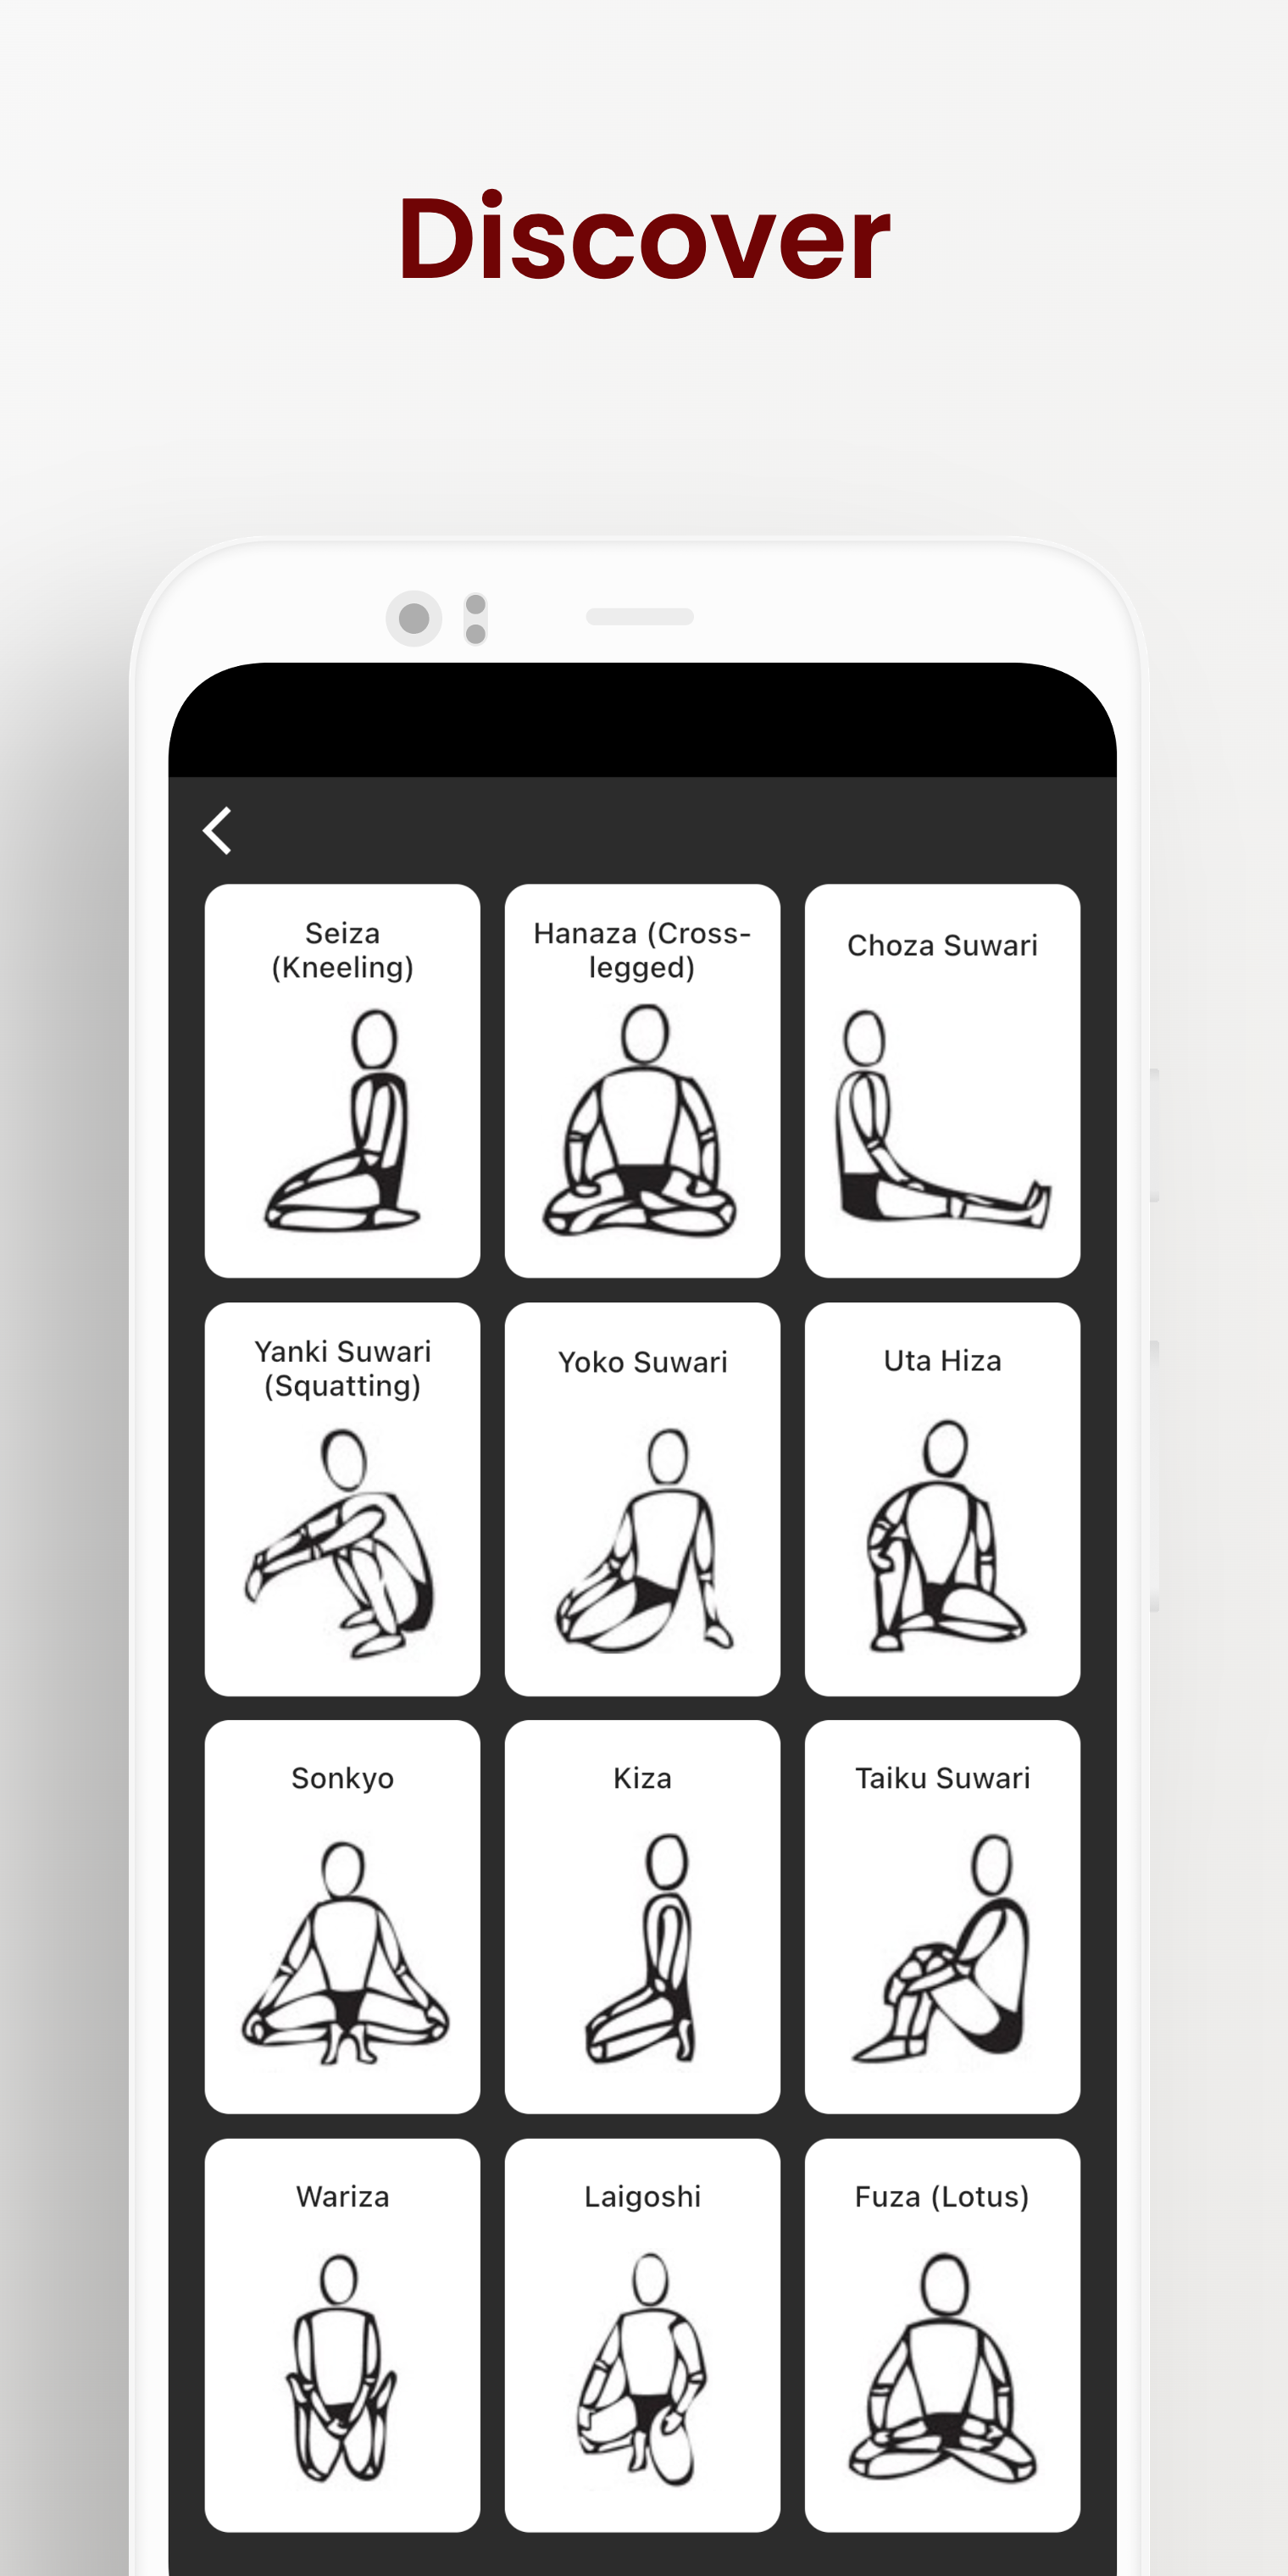 Discover
Seiza
(Kneeling)
Hanaza (Cross-
legged)
Choza Suwari
Yanki Suwari
(Squatting)
Yoko Suwari
Uta Hiza
Sonkyo
Kiza
Taiku Suwari
Wariza
Laigoshi
Fuza (Lotus)